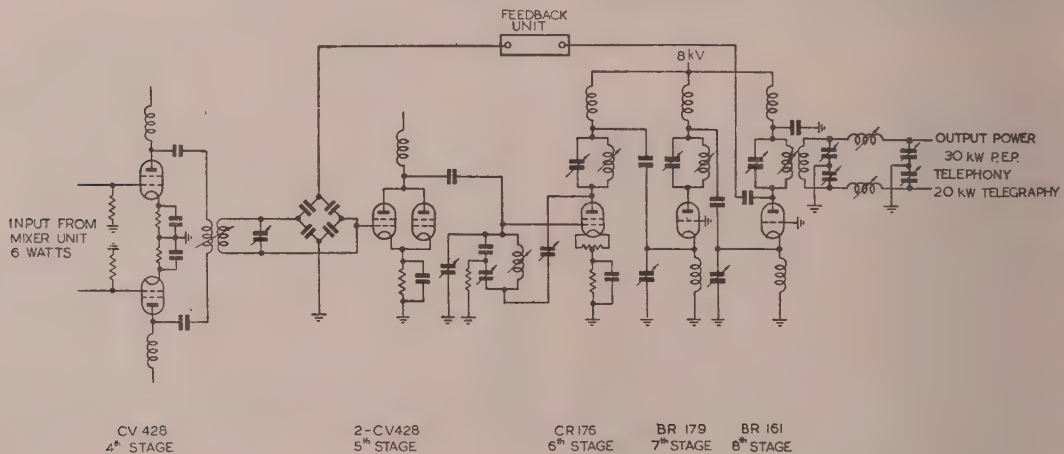 FEEDBACK
UNIT
8kV
INPUT FROM
MIXER UNIT
6 WATTS
OUTPUT POWER
30 kW P.E.P.
TELEPHONY
20 kW TELEGRAPHY
CV 428
4th STAGE
2-CV428
5th STAGE
CR176
6th STAGE
BR 179
7th STAGE
BR 161
8th STAGE